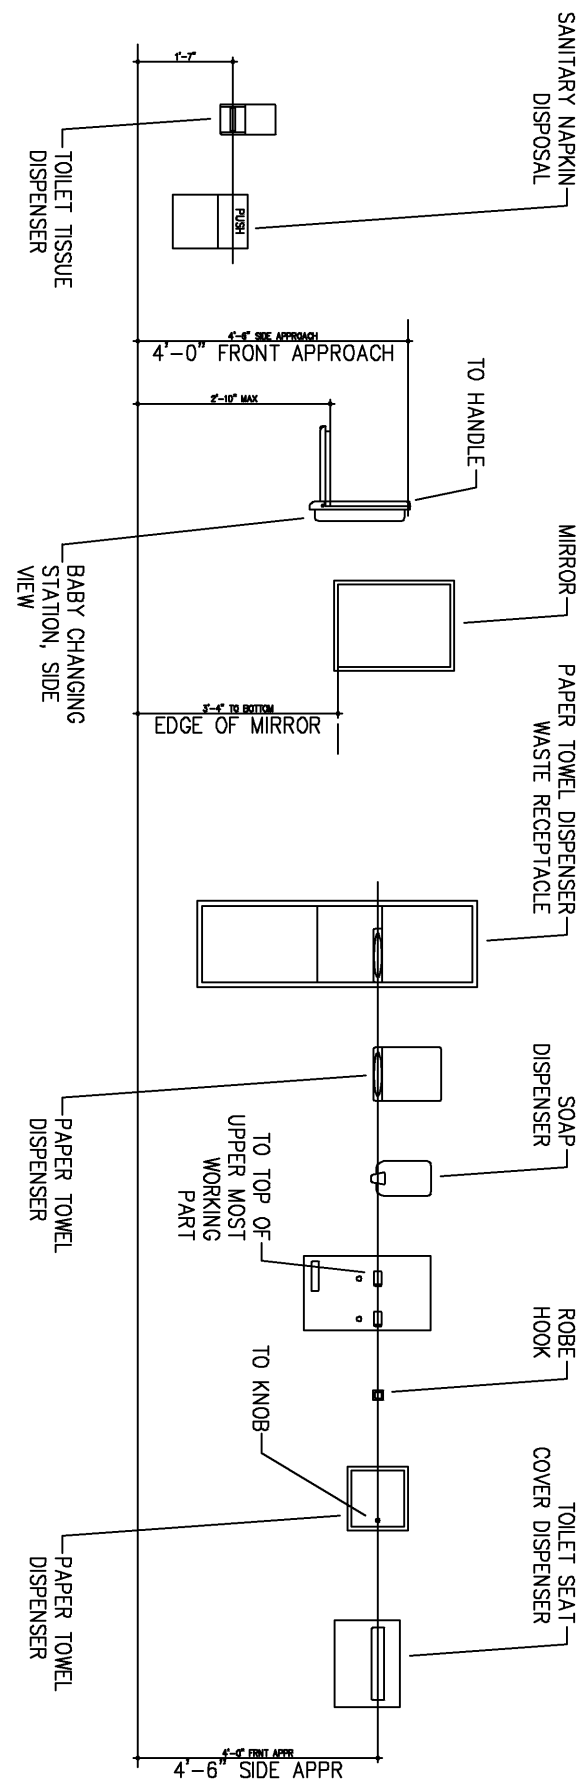 SANITARY NAPKIN
DISPOSAL
1'-7"
PUSH
TOILET TISSUE
DISPENSER
4'-6" SIDE APPROACH
4'-0" FRONT APPROACH
2'-10" MAX
TO HANDLE
BABY CHANGING
STATION, SIDE
VIEW
MIRROR
3'-4" TO BOTTOM
EDGE OF MIRROR
PAPER TOWEL DISPENSER
WASTE RECEPTACLE
PAPER TOWEL
DISPENSER
SOAP
DISPENSER
TO TOP OF
UPPER MOST
WORKING
PART
ROBE
HOOK
TO KNOB
PAPER TOWEL
DISPENSER
TOILET SEAT
COVER DISPENSER
4'-0" FRNT APPR
4'-6" SIDE APPR